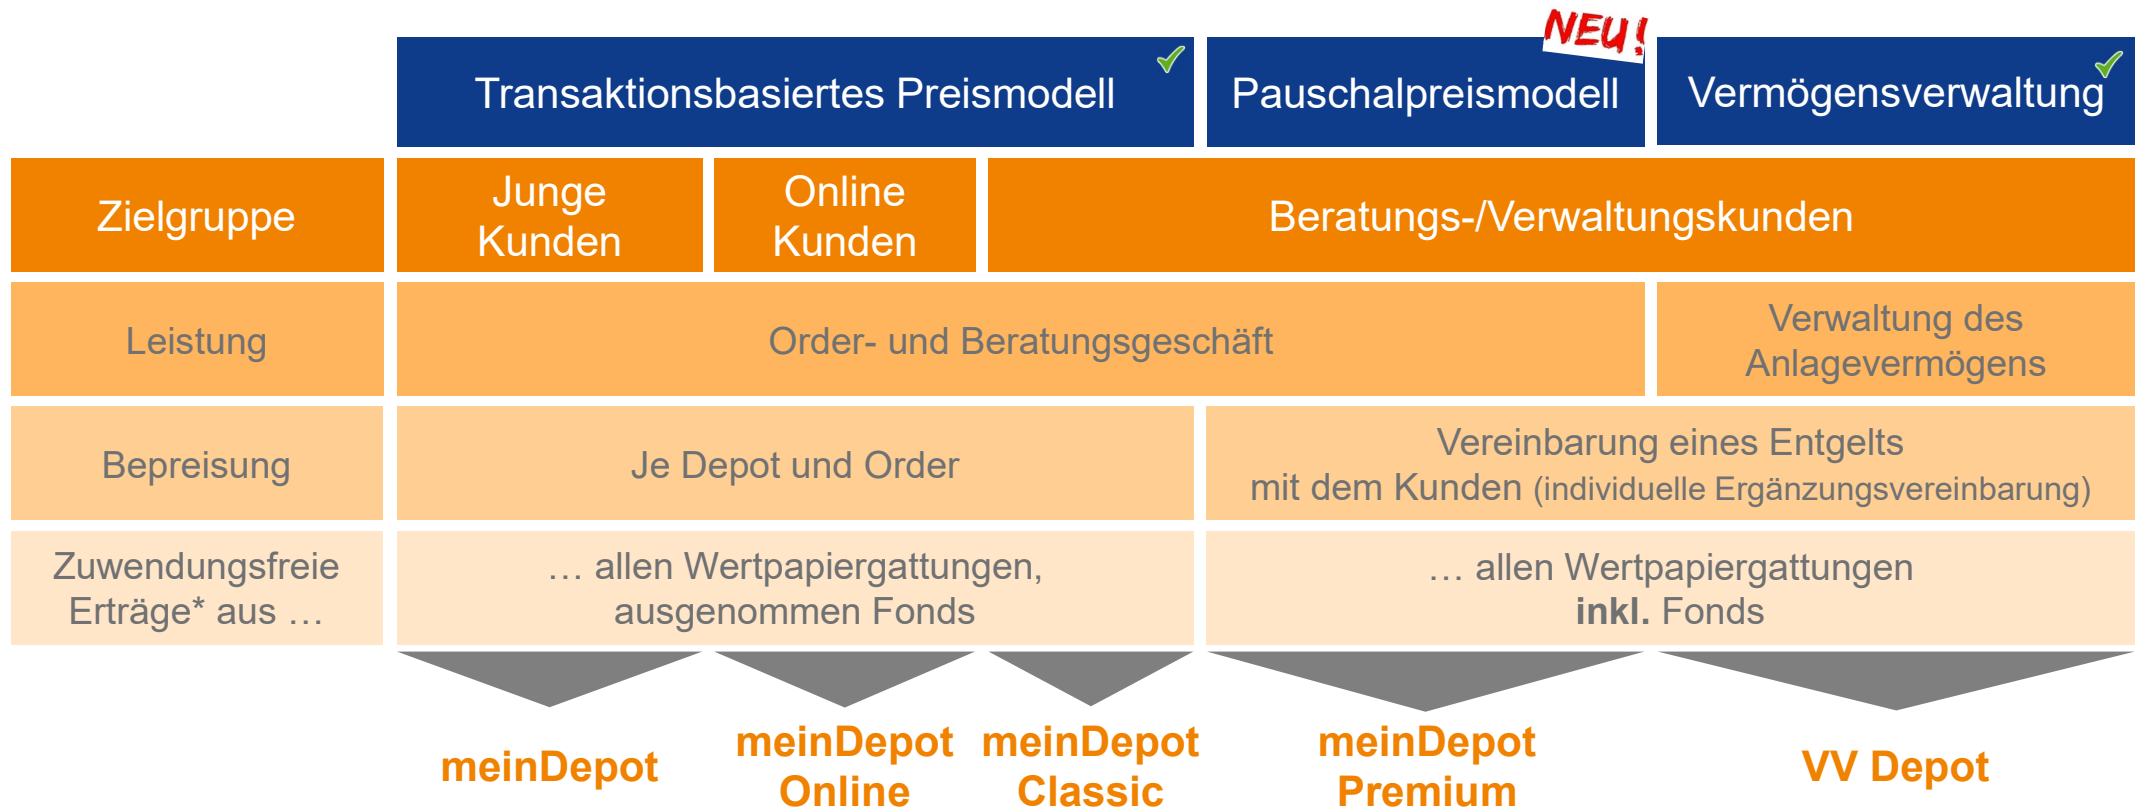 NEU!
Transaktionsbasiertes Preismodell
Pauschalpreismodell
Vermögensverwaltung
Zielgruppe
Junge
Kunden
Online
Kunden
Beratungs-/Verwaltungskunden
Leistung
Order- und Beratungsgeschäft
Verwaltung des
Anlagevermögens
Bepreisung
Je Depot und Order
Vereinbarung eines Entgelts
mit dem Kunden (individuelle Ergänzungsvereinbarung)
Zuwendungsfreie
Erträge* aus …
… allen Wertpapiergattungen,
ausgenommen Fonds
… allen Wertpapiergattungen
inkl. Fonds
meinDepot
meinDepot
Online
meinDepot
Classic
meinDepot
Premium
VV Depot